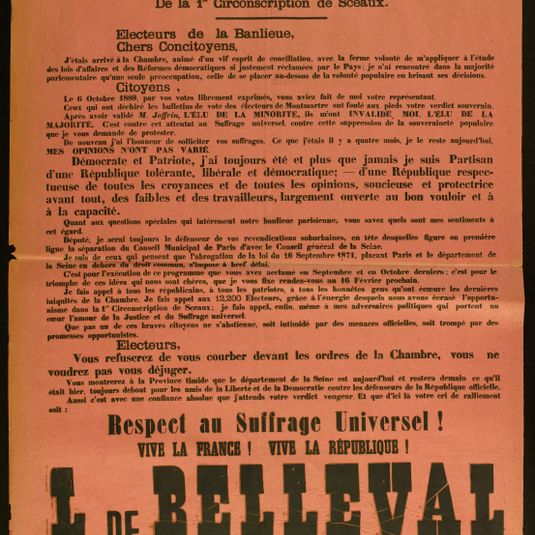 De la 1re Circonscription de Sceaux.
Electeurs de la Banlieue,
Chers Concitoyens,
J'étais arrivé à la Chambre, animé d'un vif esprit de conciliation, avec la ferme volonté de m'appliquer à l'étude
des lois d'affaires et des Réformes démocratiques si justement réclamées par le Pays; je n'ai rencontré dans la majorité
parlementaire qu'une seule préoccupation, celle de se placer au-dessus de la volonté populaire en brisant ses décisions.
Citoyens,
Le 6 Octobre 1889, par vos votes librement exprimés, vous aviez fait de moi votre représentant.
Ceux qui ont déchiré les bulletins de vote des électeurs de Montmartre ont foulé aux pieds votre verdict souverain.
Après avoir validé M. Joffrin, L'ÉLU DE LA MINORITÉ, ils m'ont INVALIDÉ, MOI, L'ÉLU DE LA
MAJORITÉ. C'est contre cet attentat au Suffrage universel, contre cette suppression de la souveraineté populaire
que je vous demande de protester.
De nouveau j'ai l'honneur de solliciter vos suffrages. Ce que j'étais il y a quatre mois, je le reste aujourd'hui,
MES OPINIONS N'ONT PAS VARIÉ.
Démocrate et Patriote, j'ai toujours été et plus que jamais je suis Partisan
d'une République tolérante, libérale et démocratique; — d'une République respec-
tueuse de toutes les croyances et de toutes les opinions, soucieuse et protectrice
avant tout, des faibles et des travailleurs, largement ouverte au bon vouloir et à
à la capacité.
Quant aux questions spéciales qui intéressent notre banlieue parisienne, vous savez quels sont mes sentiments à
cet égard.
Député, je serai toujours le défenseur de vos revendications suburbaines, en tête desquelles figure en première
ligne la séparation du Conseil Municipal de Paris d'avec le Conseil général de la Seine.
Je suis de ceux qui pensent que l'abrogation de la loi du 16 Septembre 1871, plaçant Paris et le département de
la Seine en dehors du droit commun, s'impose à bref délai.
C'est pour l'exécution de ce programme que vous avez acclamé en Septembre et en Octobre derniers; c'est pour le
triomphe de ces idées qui nous sont chères, que je vous fixe rendez-vous au 16 Février prochain.
Je fais appel à tous les républicains, à tous les patriotes, à tous les honnêtes gens qu'ont écœuré les dernières
iniquités de la Chambre. Je fais appel aux 12,200 Electeurs, grâce à l'énergie desquels nous avons écrasé l'opportu-
nisme dans la 1re Circonscription de Sceaux; je fais appel, enfin, même à mes adversaires politiques qui portent au
cœur l'amour de la Justice et du Suffrage universel.
Que pas un de ces braves citoyens ne s'abstienne, soit intimidé par des menaces officielles, soit trompé par des
promesses opportunistes.
Electeurs,
Vous refuserez de vous courber devant les ordres de la Chambre, vous ne
voudrez pas vous déjuger.
Vous montrerez à la Province timide que le département de la Seine est aujourd'hui et restera demain ce qu'il
était hier, toujours debout pour les amis de la Liberté et de la Démocratie contre les défenseurs de la République officielle.
Aussi c'est avec une confiance absolue que j'attends votre verdict vengeur. Et que d'ici là votre cri de ralliement
soit :
Respect au Suffrage Universel !
VIVE LA FRANCE ! VIVE LA RÉPUBLIQUE !
L. DE BELLEVAL